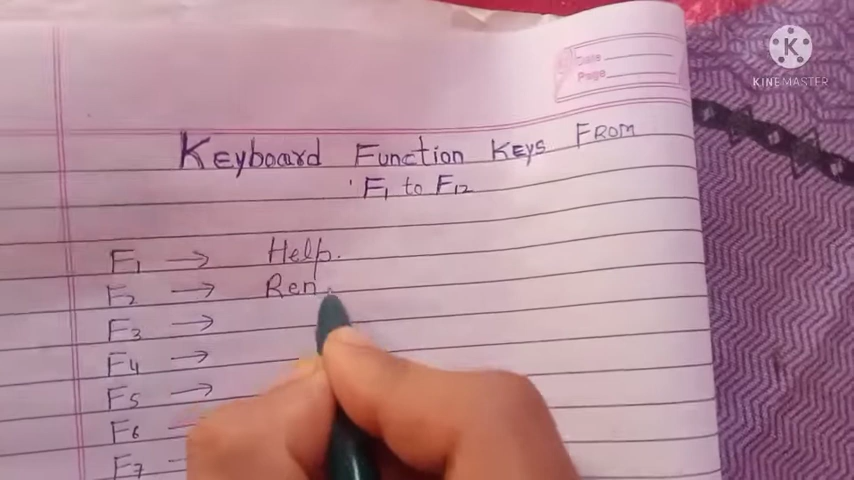 Date
Page
K
KINEMASTER
Keyboard Function KEYS FROM
F1 to F12
F1 → Help.
F2 → Ren
F3 →
F4 →
F5 →
F6
F7